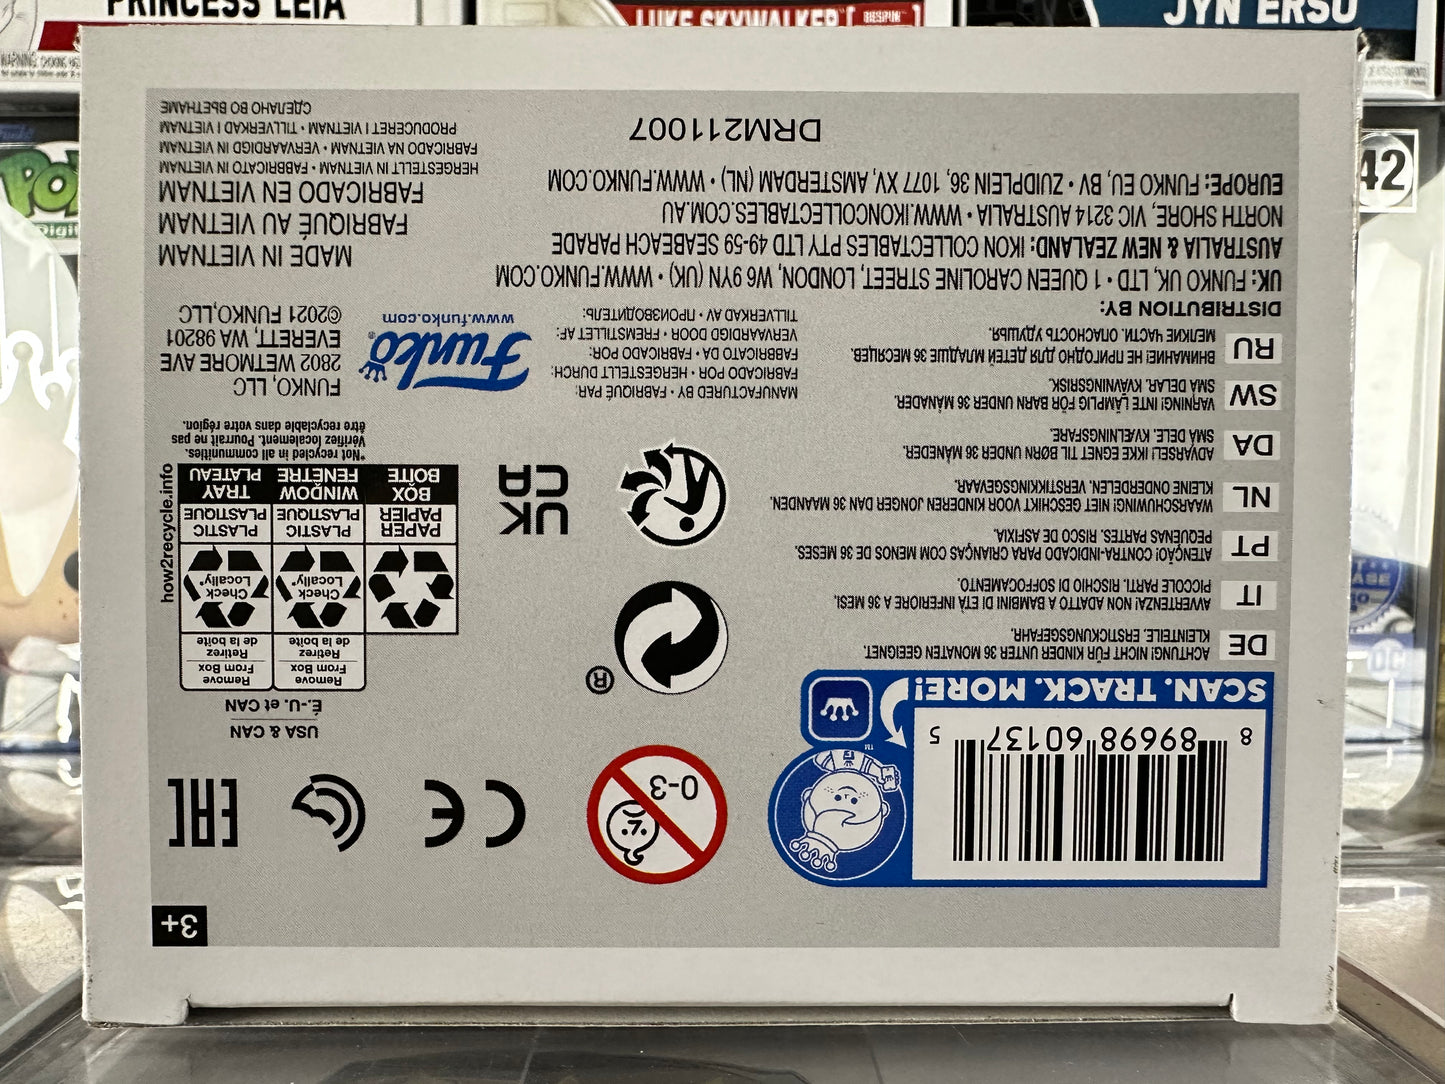 PRINCESS LEIA
LUKE SKYWALKER™ [BESPIN]
JYN ERSO
42
3+
8 89698 60137 5
SCAN. TRACK. MORE!
™
0-3
CE
EAC
USA & CAN
É.-U. et CAN
Remove
From Box
Retirez
de la boîte
Remove
From Box
Retirez
de la boîte
Check
Locally*
Check
Locally*
PAPER
PAPIER
BOX
BOÎTE
PLASTIC
PLASTIQUE
WINDOW
FENÊTRE
PLASTIC
PLASTIQUE
TRAY
PLATEAU
how2recycle.info
*Not recycled in all communities.
Vérifiez localement. Pourrait ne pas
être recyclable dans votre région.
®
UK
CA
DE
ACHTUNG! NICHT FÜR KINDER UNTER 36 MONATEN GEEIGNET.
KLEINTEILE. ERSTICKUNGSGEFAHR.
IT
AVVERTENZA! NON ADATTO A BAMBINI DI ETÀ INFERIORE A 36 MESI.
PICCOLE PARTI. RISCHIO DI SOFFOCAMENTO.
PT
ATENÇÃO! CONTRA-INDICADO PARA CRIANÇAS COM MENOS DE 36 MESES.
PEQUENAS PARTES. RISCO DE ASFIXIA.
NL
WAARSCHUWING! NIET GESCHIKT VOOR KINDEREN JONGER DAN 36 MAANDEN.
KLEINE ONDERDELEN. VERSTIKKINGSGEVAAR.
DA
ADVARSEL! IKKE EGNET TIL BØRN UNDER 36 MÅNEDER.
SMÅ DELE. KVÆLNINGSFARE.
SW
VARNING! INTE LÄMPLIG FÖR BARN UNDER 36 MÅNADER.
SMÅ DELAR. KVÄVNINGSRISK.
RU
ВНИМАНИЕ НЕ ПРИГОДНО ДЛЯ ДЕТЕЙ МЛАДШЕ 36 МЕСЯЦЕВ.
МЕЛКИЕ ЧАСТИ. ОПАСНОСТЬ УДУШЬЯ.
MANUFACTURED BY • FABRIQUÉ PAR:
FABRICADO POR • HERGESTELLT DURCH:
FABRICATO DA • FABRICADO POR:
VERVAARDIGD DOOR • FREMSTILLET AF:
TILLVERKAD AV • ПРОИЗВОДИТЕЛЬ:
Funko®
www.funko.com
FUNKO, LLC
2802 WETMORE AVE
EVERETT, WA 98201
©2021 FUNKO,LLC
DISTRIBUTION BY:
UK: FUNKO UK, LTD • 1 QUEEN CAROLINE STREET, LONDON, W6 9YN (UK) • WWW.FUNKO.COM
AUSTRALIA & NEW ZEALAND: IKON COLLECTABLES PTY LTD 49-59 SEABEACH PARADE
NORTH SHORE, VIC 3214 AUSTRALIA • WWW.IKONCOLLECTABLES.COM.AU
EUROPE: FUNKO EU, BV • ZUIDPLEIN 36, 1077 XV, AMSTERDAM (NL) • WWW.FUNKO.COM
MADE IN VIETNAM
FABRIQUÉ AU VIETNAM
FABRICADO EN VIETNAM
HERGESTELLT IN VIETNAM • FABBRICATO IN VIETNAM
FABRICADO NA VIETNAM • VERVAARDIGD IN VIETNAM
PRODUCERET I VIETNAM • TILLVERKAD I VIETNAM
СДЕЛАНО ВО ВЬЕТНАМЕ
DRM211007